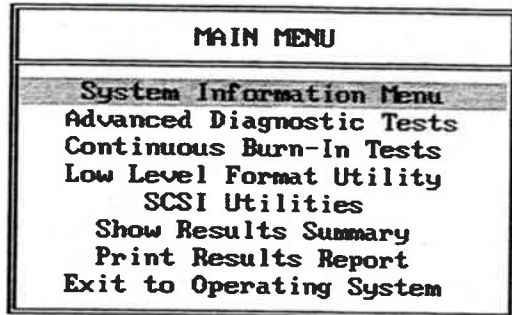 MAIN MENU
System Information Menu
Advanced Diagnostic Tests
Continuous Burn-In Tests
Low Level Format Utility
SCSI Utilities
Show Results Summary
Print Results Report
Exit to Operating System